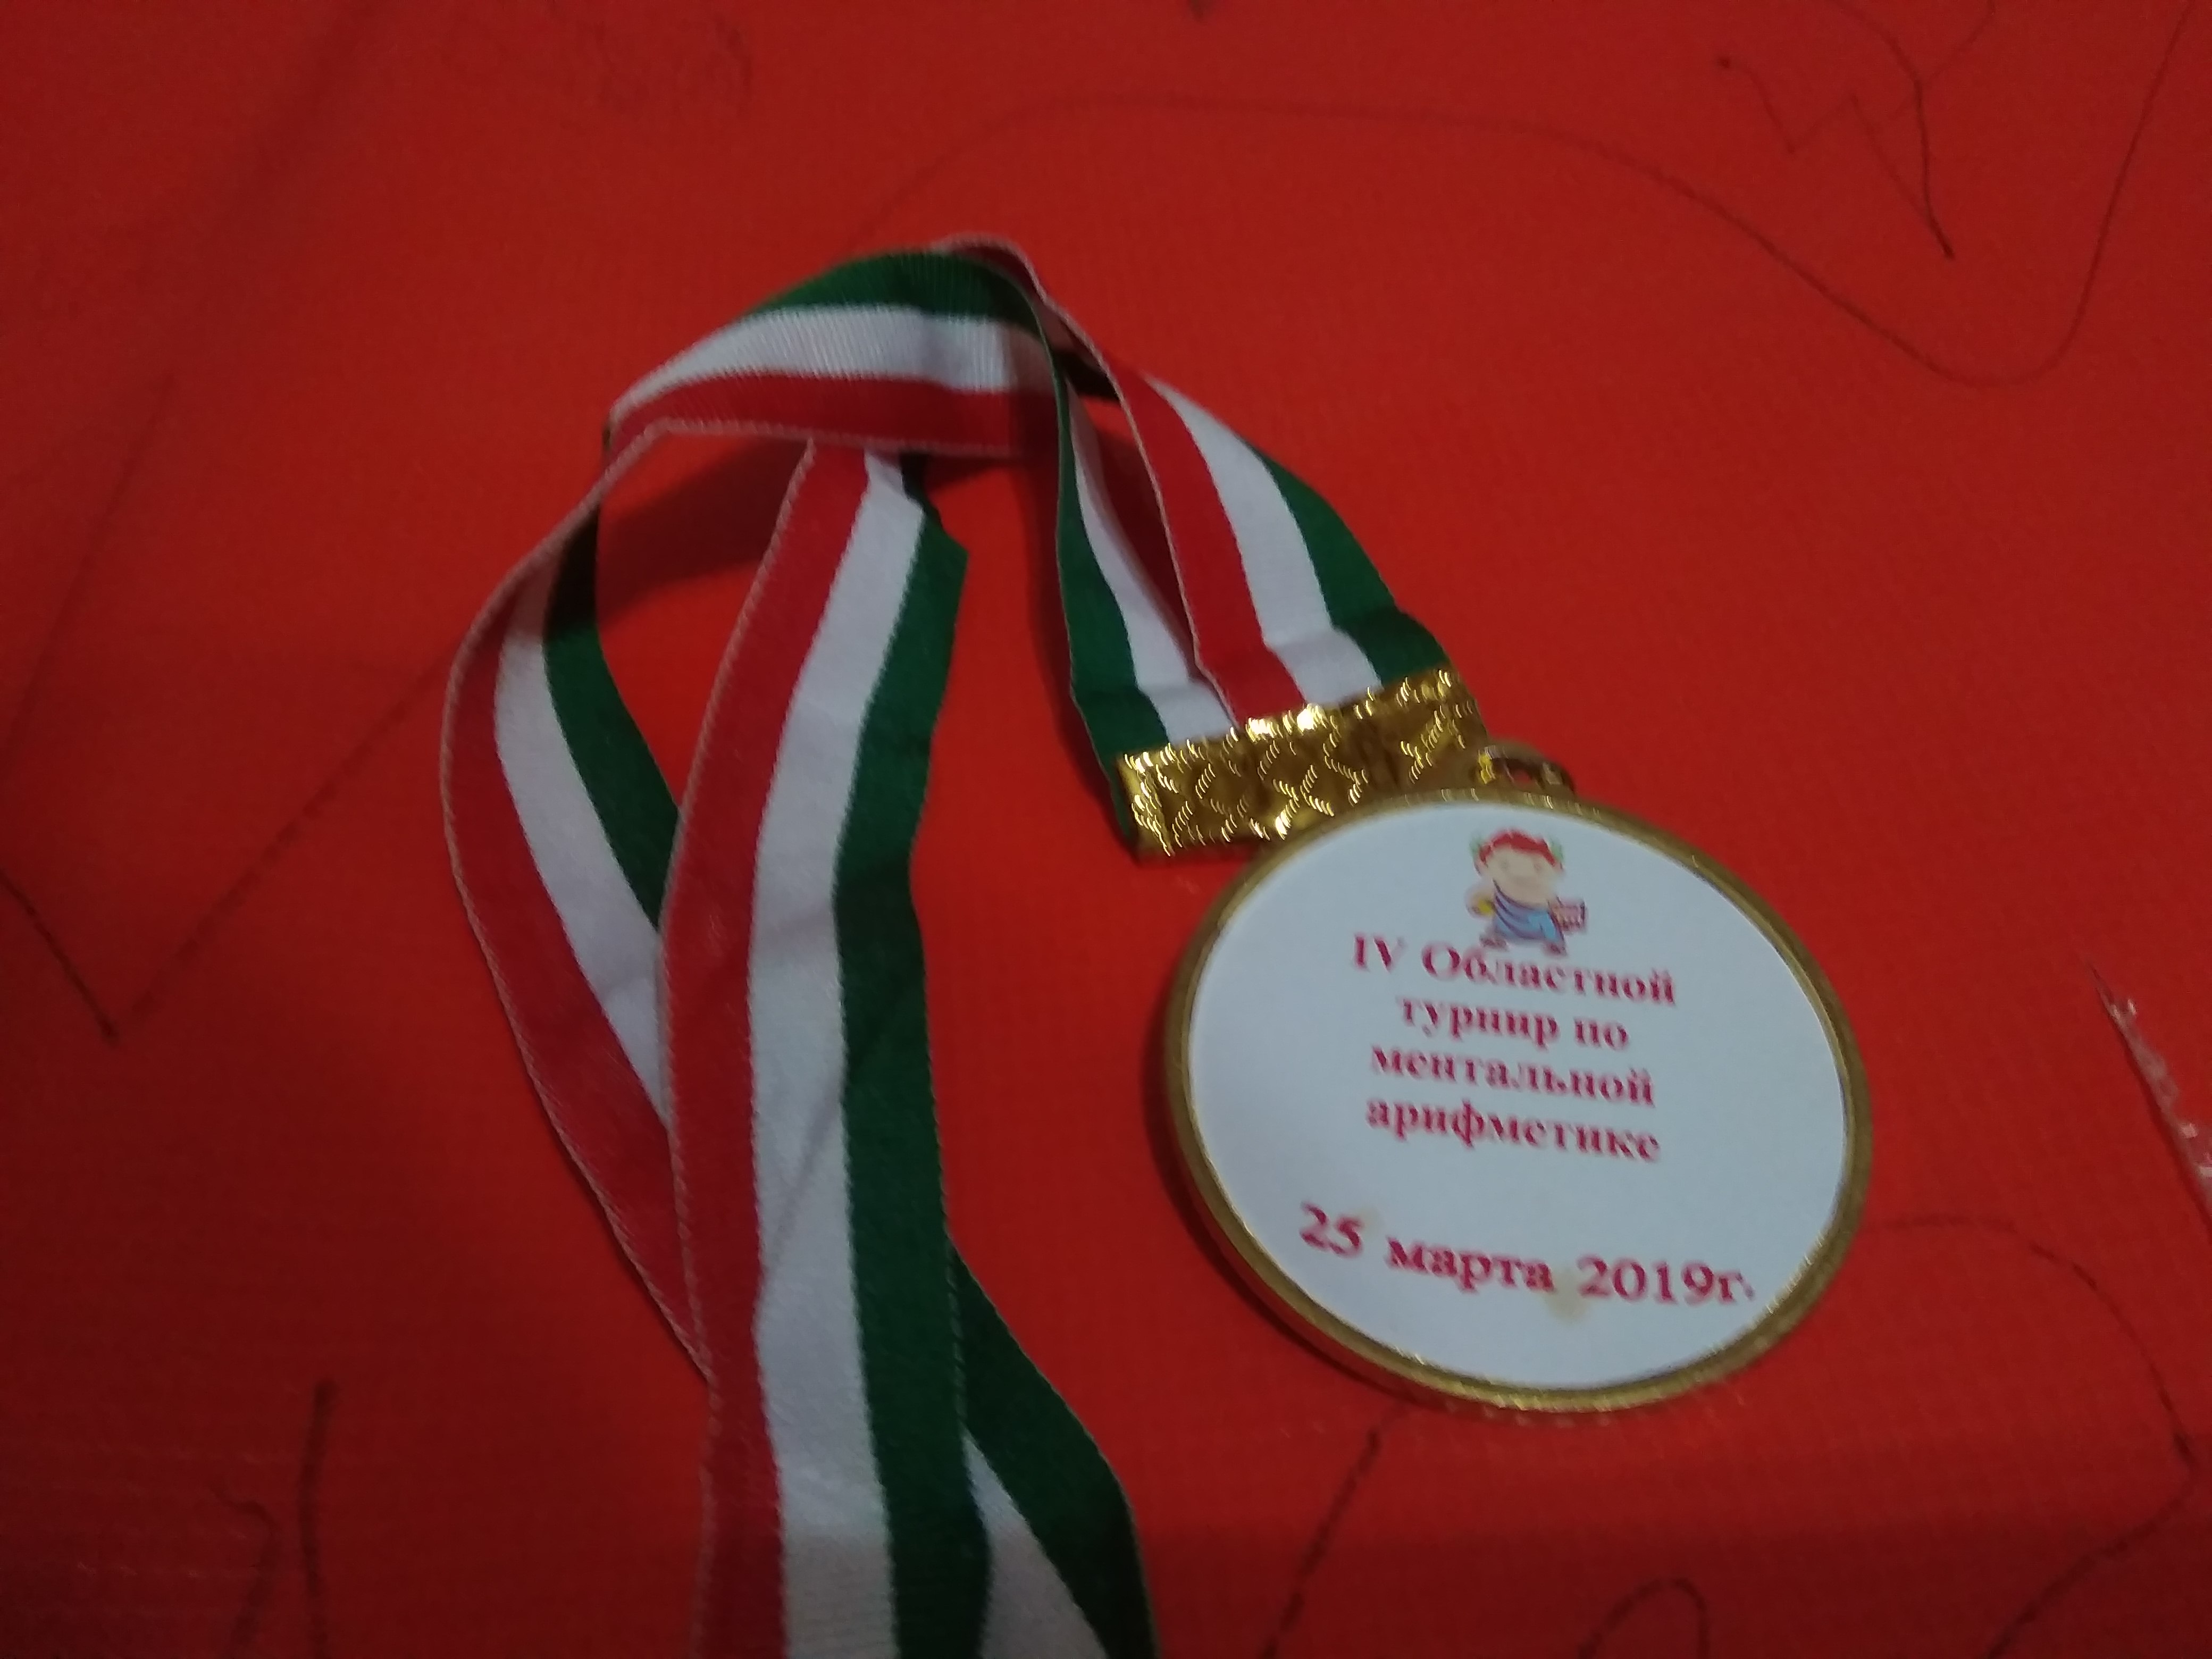 IV Областной
турнир по
ментальной
арифметике
25 марта 2019г.